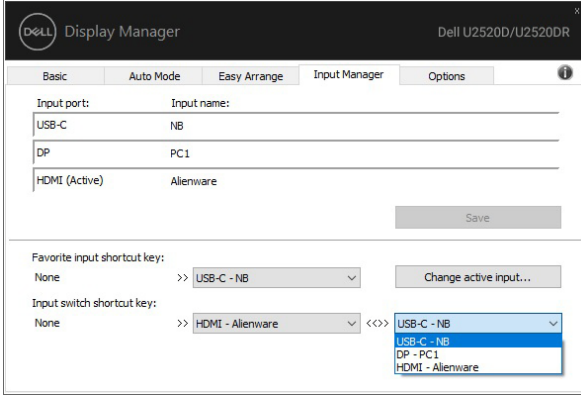 DELL Display Manager Dell U2520D/U2520DR
Basic Auto Mode Easy Arrange Input Manager Options
Input port: Input name:
USB-C NB
DP PC1
HDMI (Active) Alienware
Save
Favorite input shortcut key:
None >> USB-C - NB Change active input...
Input switch shortcut key:
None >> HDMI - Alienware <<>> USB-C - NB
USB-C - NB
DP - PC1
HDMI - Alienware